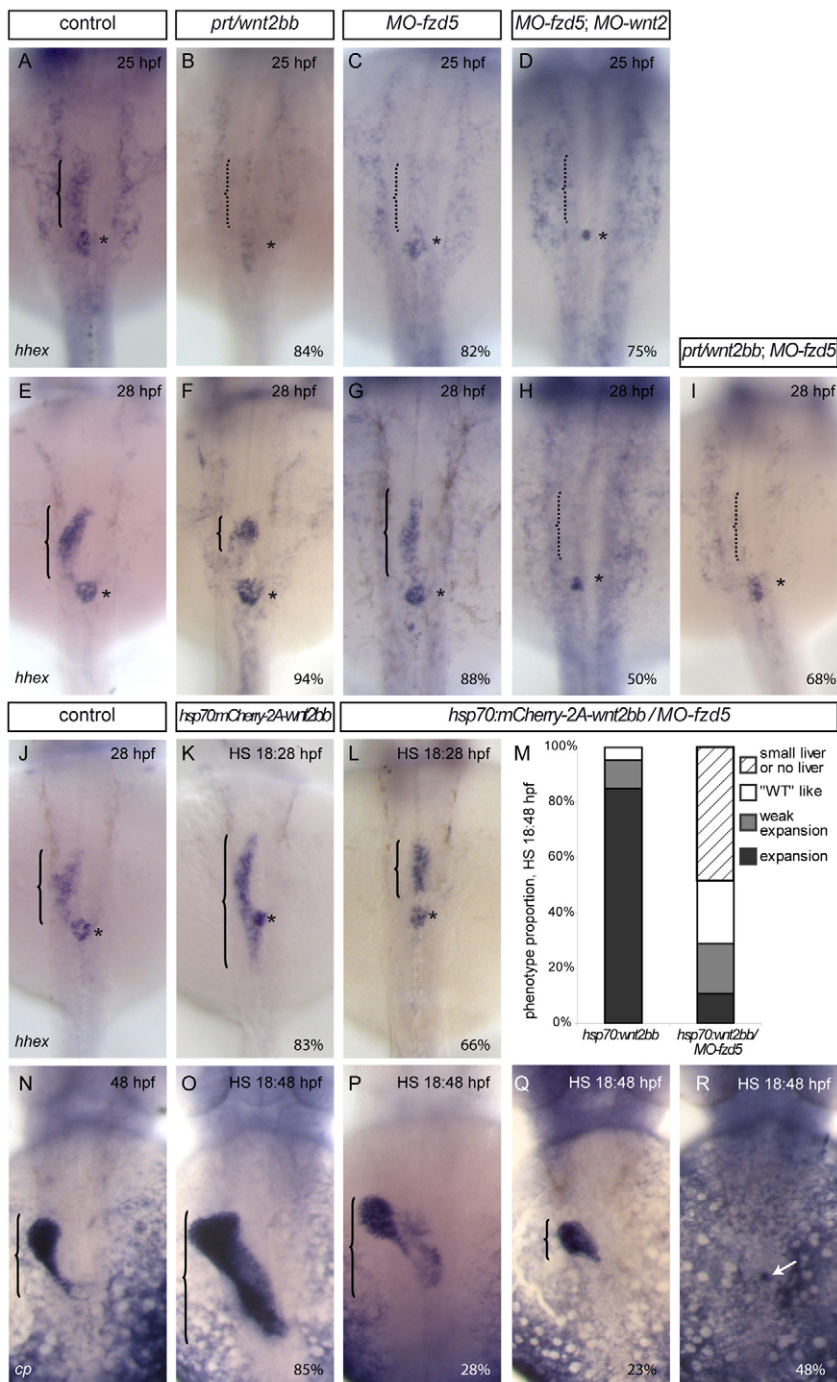 control
prt/wnt2bb
MO-fzd5
MO-fzd5; MO-wnt2
A 25 hpf
B 25 hpf
C 25 hpf
D 25 hpf
*
*
*
*
hhex
84%
82%
75%
prt/wnt2bb; MO-fzd5
E 28 hpf
F 28 hpf
G 28 hpf
H 28 hpf
I 28 hpf
*
*
*
*
*
hhex
94%
88%
50%
68%
control
hsp70:mCherry-2A-wnt2bb
hsp70:mCherry-2A-wnt2bb / MO-fzd5
J 28 hpf
K HS 18:28 hpf
L HS 18:28 hpf
*
*
*
hhex
83%
66%
M
phenotype proportion, HS 18:48 hpf
100%
80%
60%
40%
20%
0%
small liver
or no liver
"WT" like
weak
expansion
expansion
hsp70:wnt2bb
hsp70:wnt2bb/
MO-fzd5
N 48 hpf
O HS 18:48 hpf
P HS 18:48 hpf
Q HS 18:48 hpf
R HS 18:48 hpf
cp
85%
28%
23%
48%